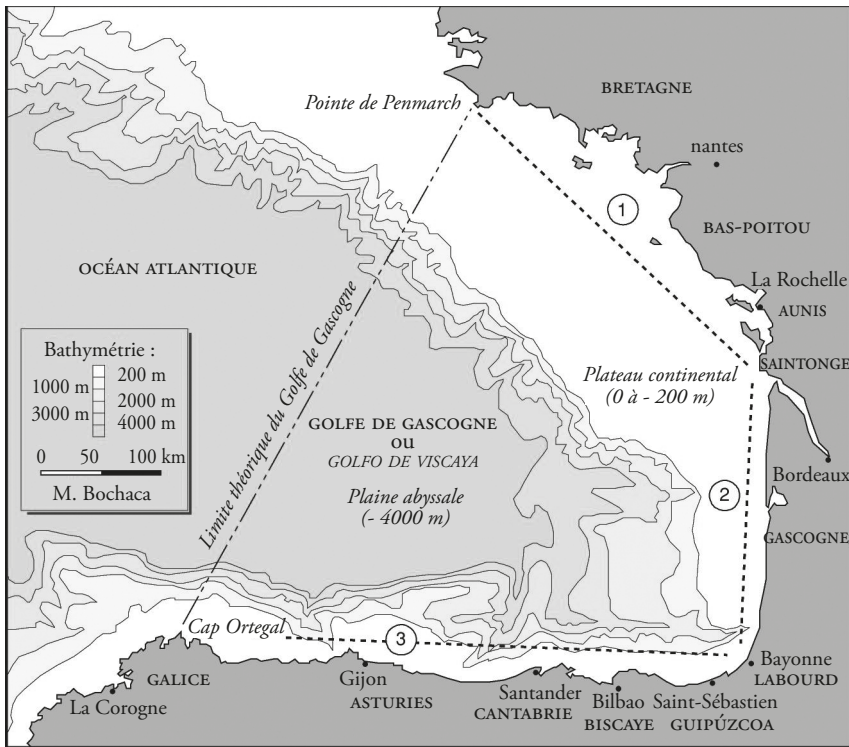 Pointe de Penmarch
BRETAGNE
nantes
1
BAS-POITOU
OCÉAN ATLANTIQUE
La Rochelle
AUNIS
Limite théorique du Golfe de Gascogne
Bathymétrie :
200 m
1000 m
2000 m
3000 m
4000 m
0 50 100 km
M. Bochaca
SAINTONGE
Plateau continental
(0 à - 200 m)
GOLFE DE GASCOGNE
ou
GOLFO DE VISCAYA
Plaine abyssale
(- 4000 m)
Bordeaux
2
GASCOGNE
Cap Ortegal
3
Bayonne
LABOURD
GALICE
Gijon
ASTURIES
La Corogne
Santander
CANTABRIE
Bilbao
BISCAYE
Saint-Sébastien
GUIPÚZCOA